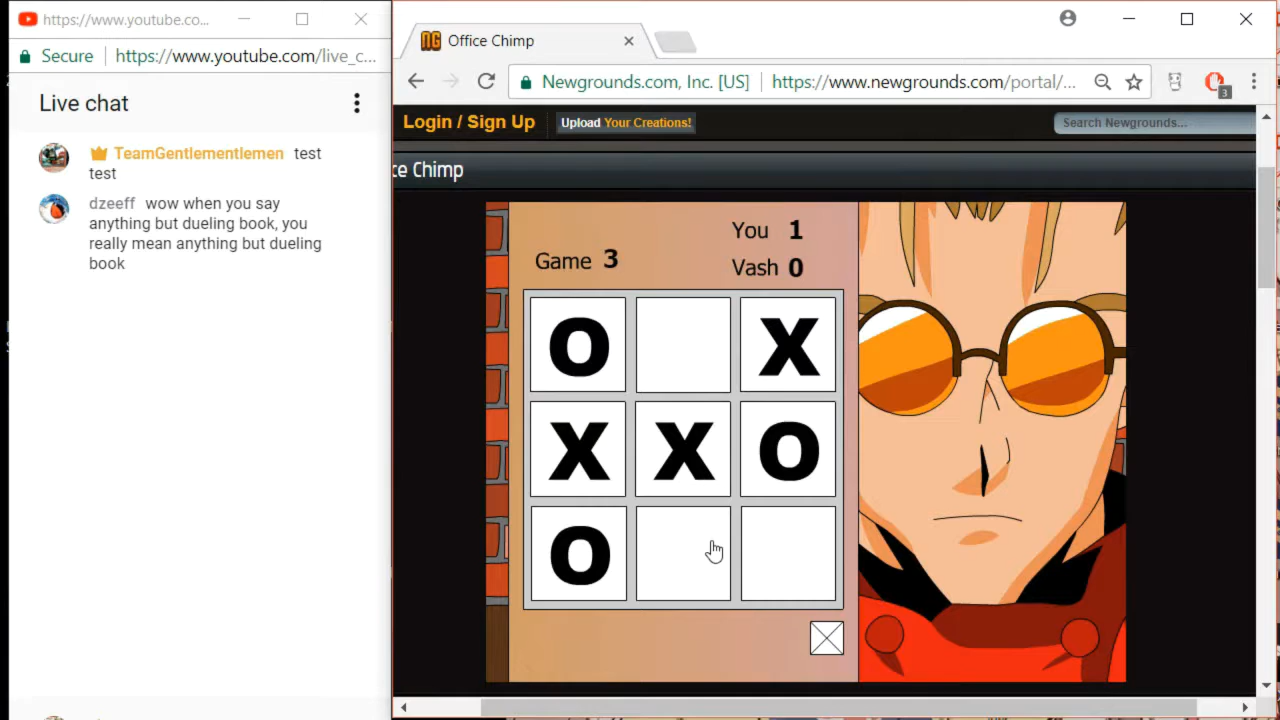 https://www.youtube.co...
Secure https://www.youtube.com/live_c...
Live chat
TeamGentlementlemen test
test
dzeeff wow when you say
anything but dueling book, you
really mean anything but dueling
book
NG Office Chimp
Newgrounds.com, Inc. [US] https://www.newgrounds.com/portal/...
3
Login / Sign Up Upload Your Creations! Search Newgrounds...
ce Chimp
You 1
Game 3
Vash 0
O X
X X O
O